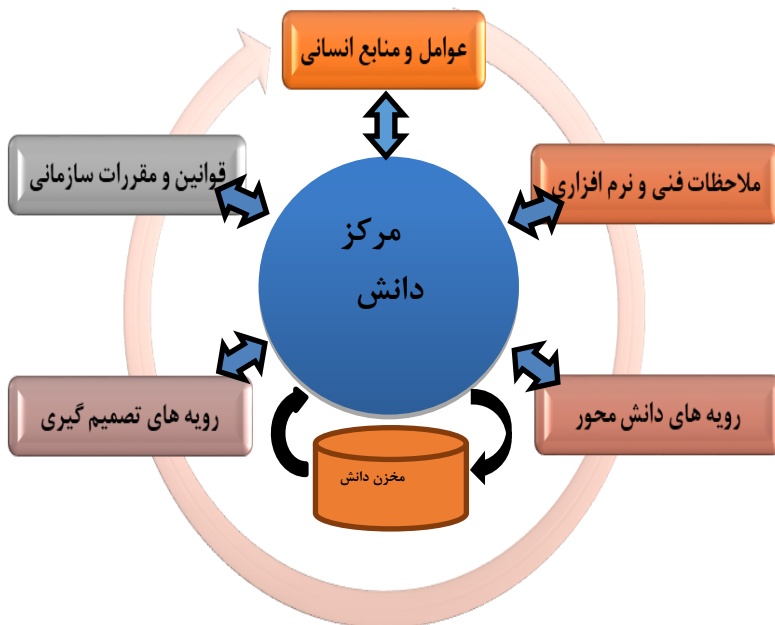 عوامل و منابع انسانی
ملاحظات فنی و نرم افزاری
قوانین و مقررات سازمانی
مرکز
دانش
رویه های دانش محور
رویه های تصمیم گیری
مخزن دانش